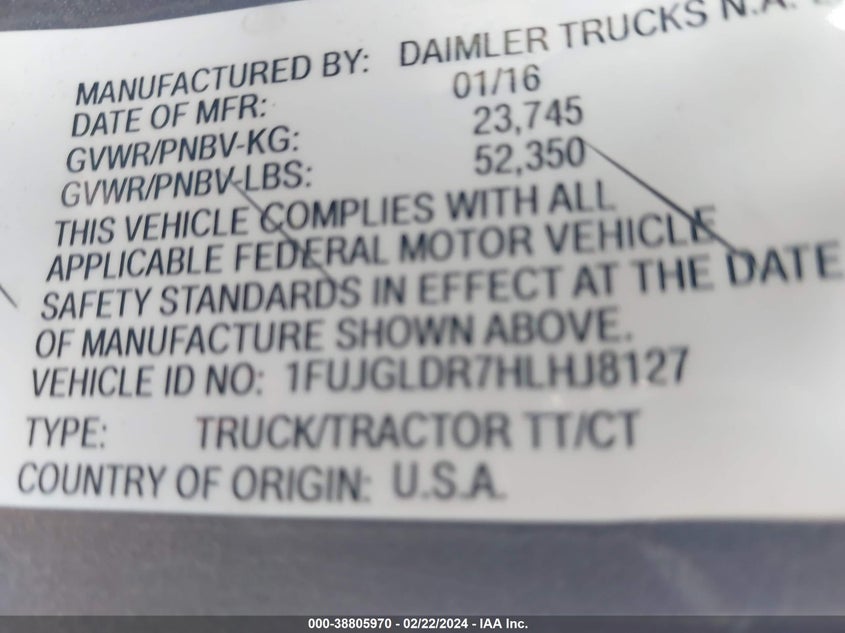 MANUFACTURED BY: DAIMLER TRUCKS N.A.
DATE OF MFR: 01/16
GVWR/PNBV-KG: 23,745
GVWR/PNBV-LBS: 52,350
THIS VEHICLE COMPLIES WITH ALL
APPLICABLE FEDERAL MOTOR VEHICLE
SAFETY STANDARDS IN EFFECT AT THE DATE
OF MANUFACTURE SHOWN ABOVE.
VEHICLE ID NO: 1FUJGLDR7HLHJ8127
TYPE: TRUCK/TRACTOR TT/CT
COUNTRY OF ORIGIN: U.S.A.
000-38805970 - 02/22/2024 - IAA Inc.